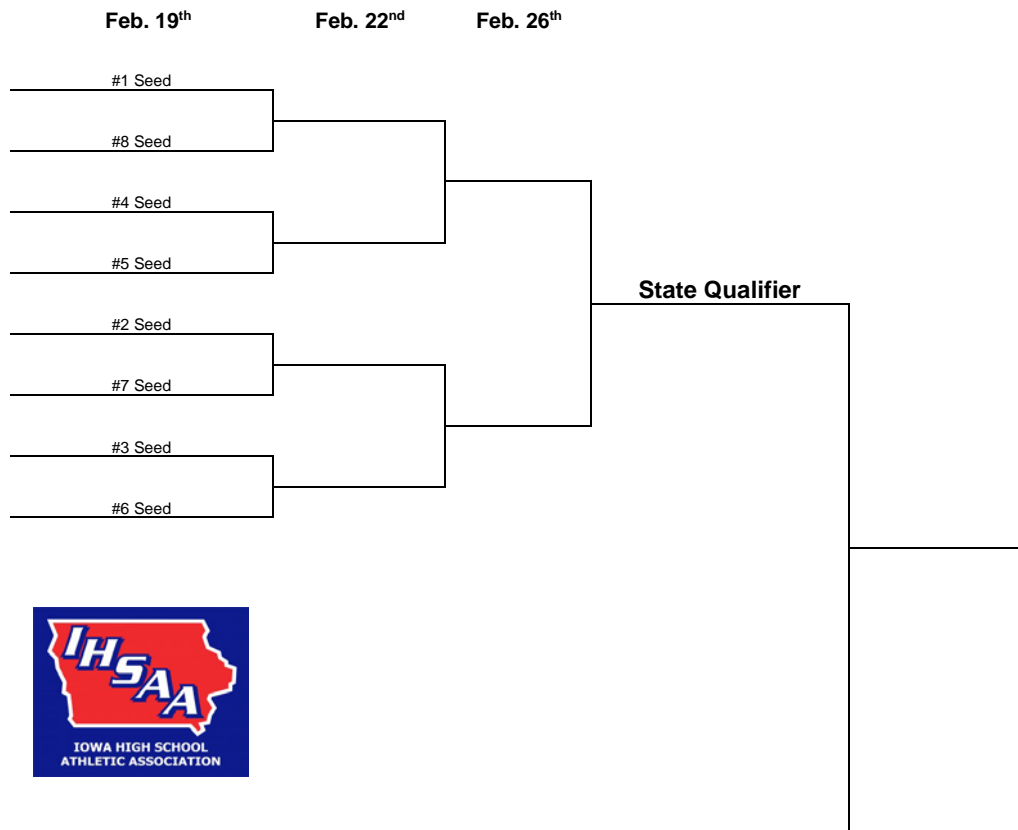 Feb. 19th Feb. 22nd Feb. 26th
#1 Seed
#8 Seed
#4 Seed
#5 Seed
State Qualifier
#2 Seed
#7 Seed
#3 Seed
#6 Seed
IHSAA
IOWA HIGH SCHOOL
ATHLETIC ASSOCIATION